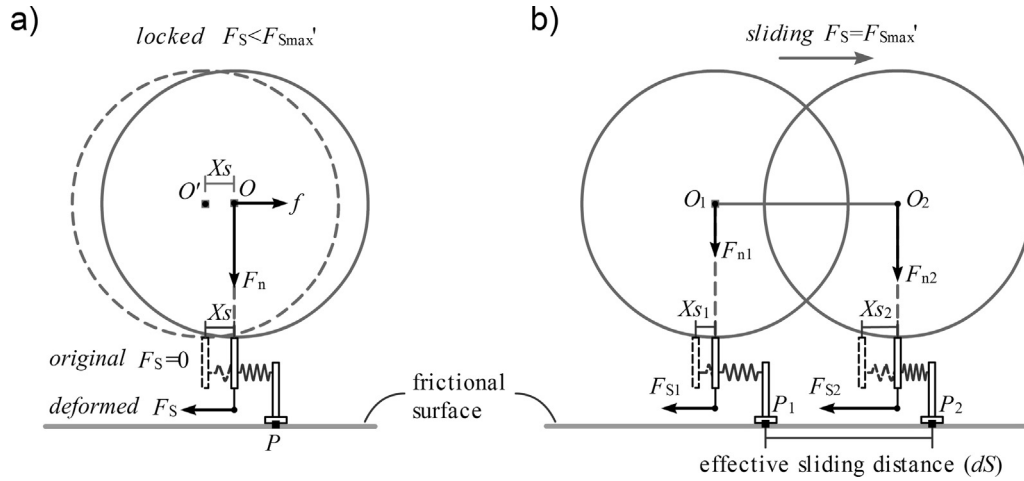 a)
locked FS<FSmax'
Xs
O' O
f
Fn
Xs
original FS=0
deformed FS
P
frictional
surface
b)
sliding FS=FSmax'
O1
O2
Fn1
Fn2
Xs1
Xs2
FS1
FS2
P1
P2
effective sliding distance (dS)